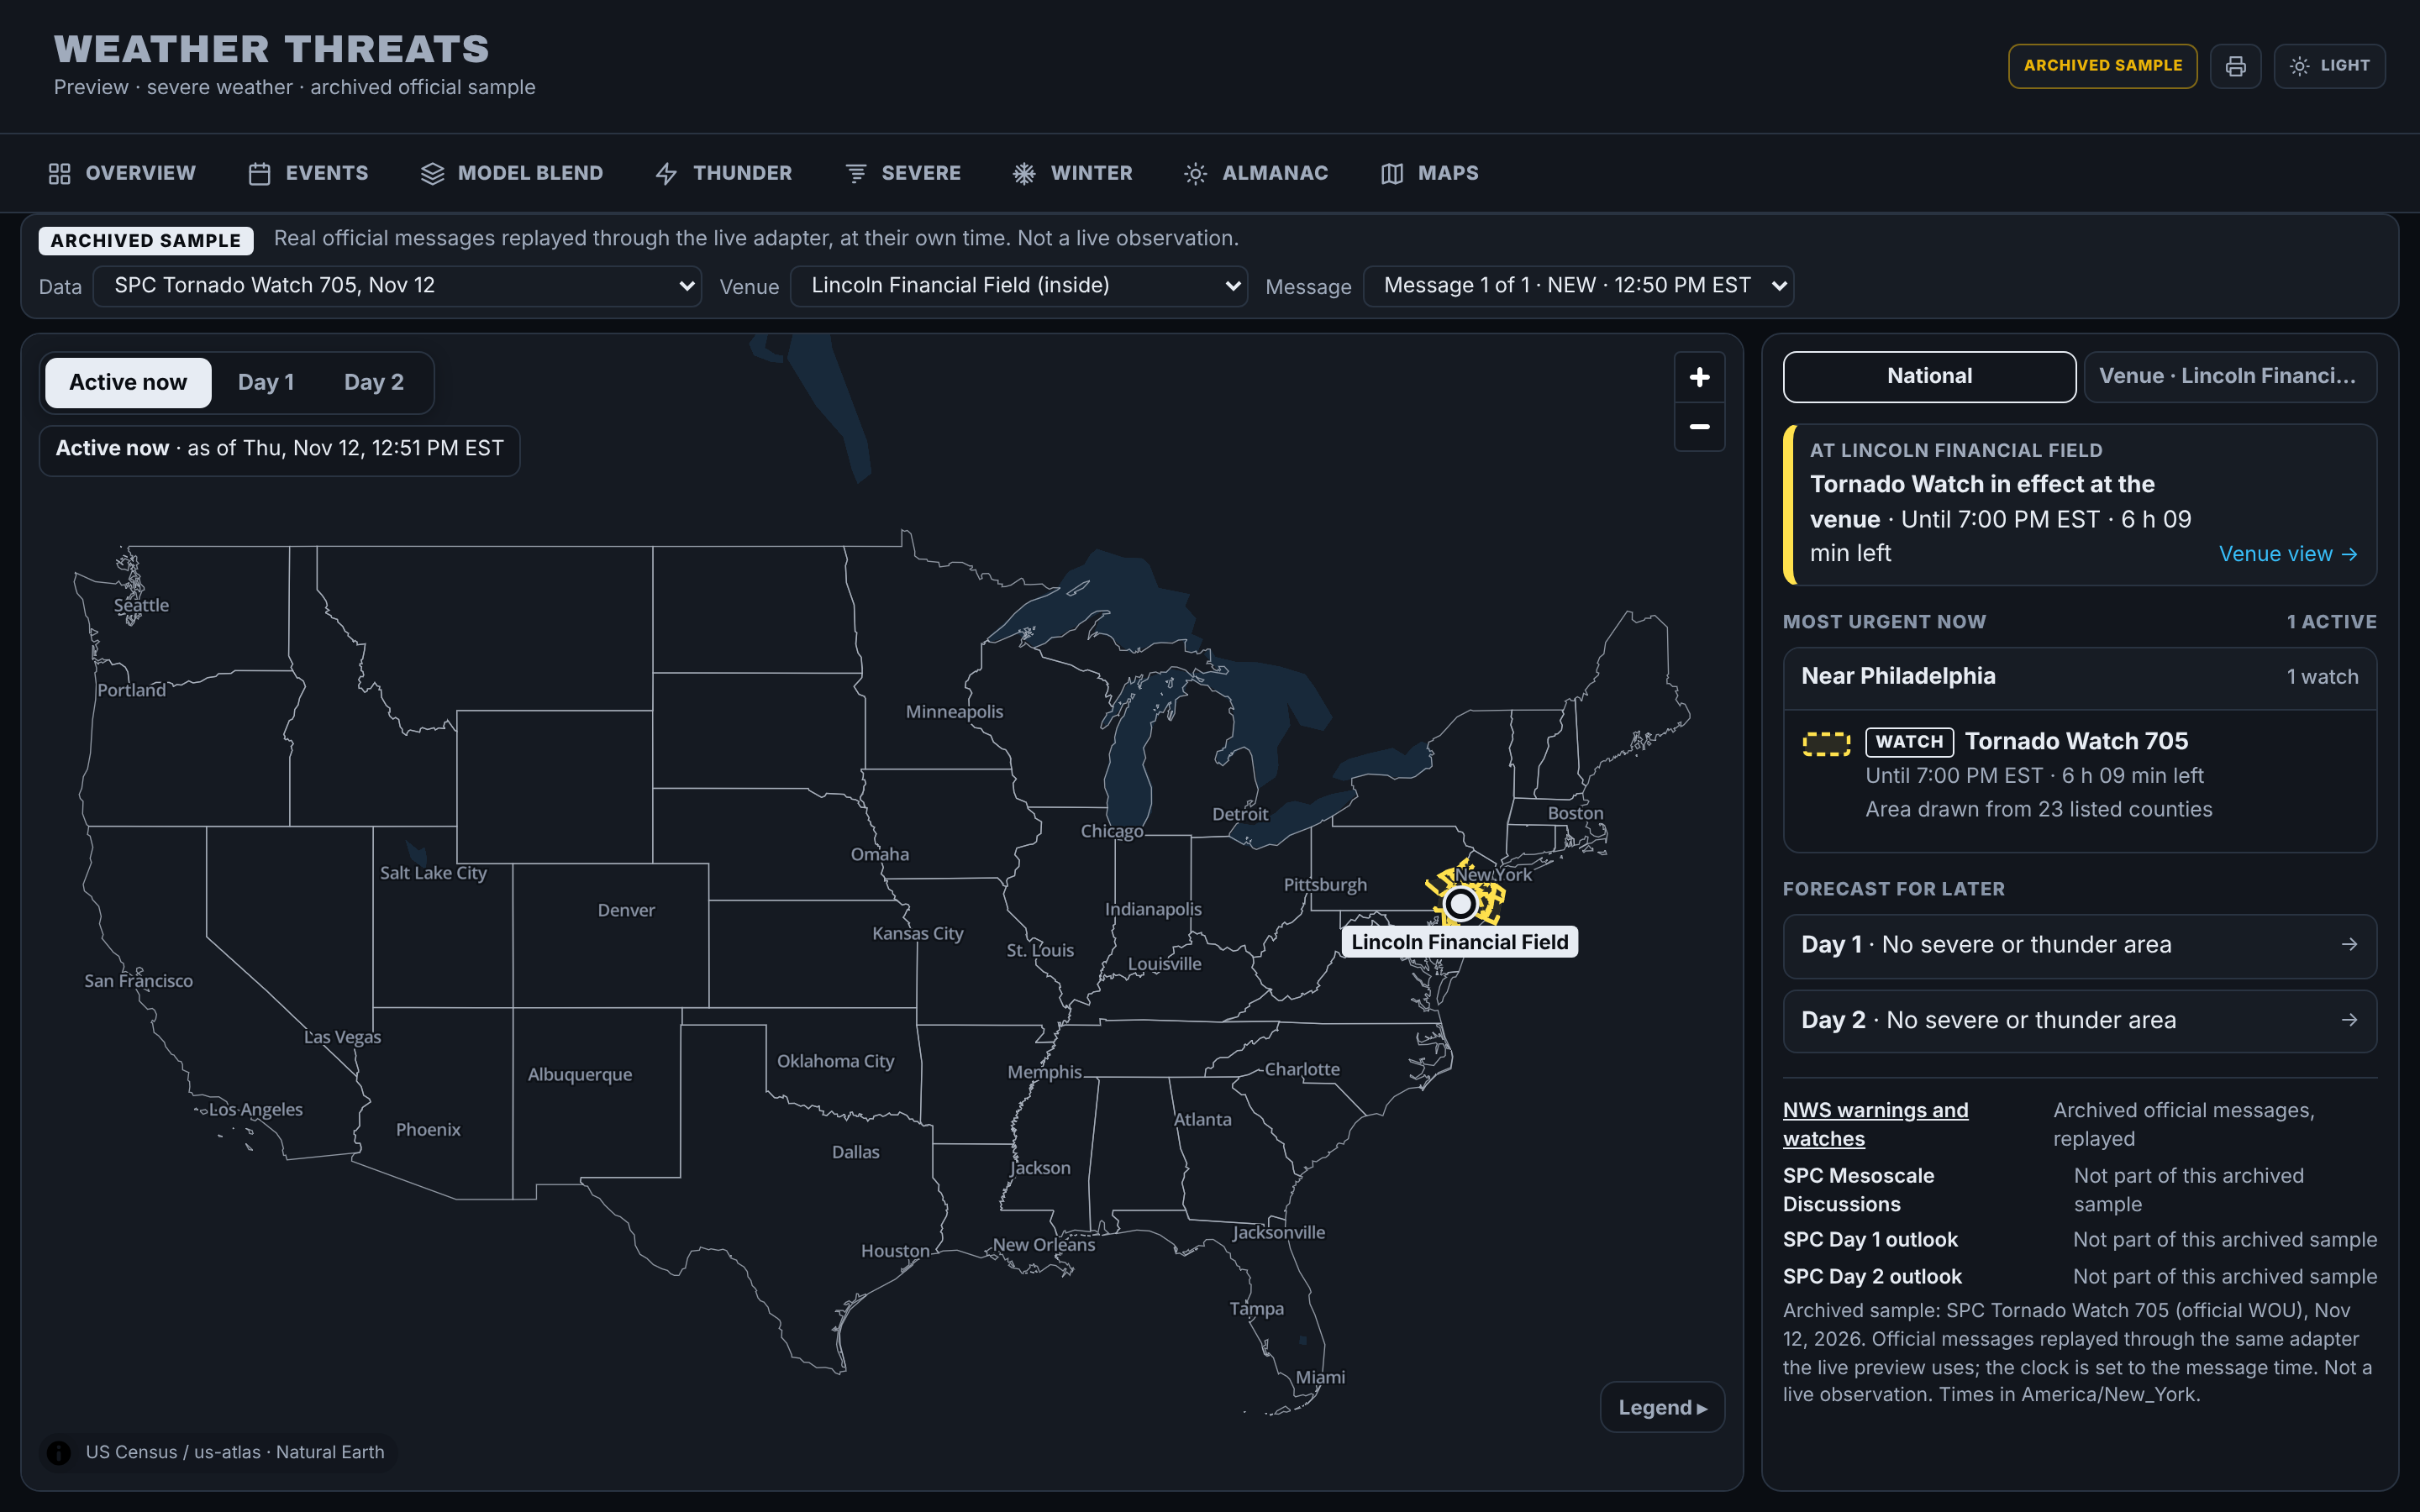 WEATHER THREATS
Preview · severe weather · archived official sample
ARCHIVED SAMPLE
LIGHT
OVERVIEW
EVENTS
MODEL BLEND
THUNDER
SEVERE
WINTER
ALMANAC
MAPS
ARCHIVED SAMPLE Real official messages replayed through the live adapter, at their own time. Not a live observation.
Data SPC Tornado Watch 705, Nov 12 Venue Lincoln Financial Field (inside) Message Message 1 of 1 · NEW · 12:50 PM EST
Active now Day 1 Day 2
Active now · as of Thu, Nov 12, 12:51 PM EST
Seattle
Portland
Minneapolis
Detroit
Boston
Chicago
Omaha
Salt Lake City
New York
Pittsburgh
Denver
Indianapolis
Kansas City
Lincoln Financial Field
St. Louis
Louisville
San Francisco
Las Vegas
Oklahoma City
Charlotte
Memphis
Albuquerque
Los Angeles
Atlanta
Phoenix
Dallas
Jackson
Jacksonville
New Orleans
Houston
Tampa
Miami
Legend ▸
US Census / us-atlas · Natural Earth
National
Venue · Lincoln Financi...
AT LINCOLN FINANCIAL FIELD
Tornado Watch in effect at the
venue · Until 7:00 PM EST · 6 h 09
min left
Venue view →
MOST URGENT NOW 1 ACTIVE
Near Philadelphia 1 watch
WATCH Tornado Watch 705
Until 7:00 PM EST · 6 h 09 min left
Area drawn from 23 listed counties
FORECAST FOR LATER
Day 1 · No severe or thunder area →
Day 2 · No severe or thunder area →
NWS warnings and
watches
Archived official messages,
replayed
SPC Mesoscale
Discussions
Not part of this archived
sample
SPC Day 1 outlook Not part of this archived sample
SPC Day 2 outlook Not part of this archived sample
Archived sample: SPC Tornado Watch 705 (official WOU), Nov
12, 2026. Official messages replayed through the same adapter
the live preview uses; the clock is set to the message time. Not a
live observation. Times in America/New_York.